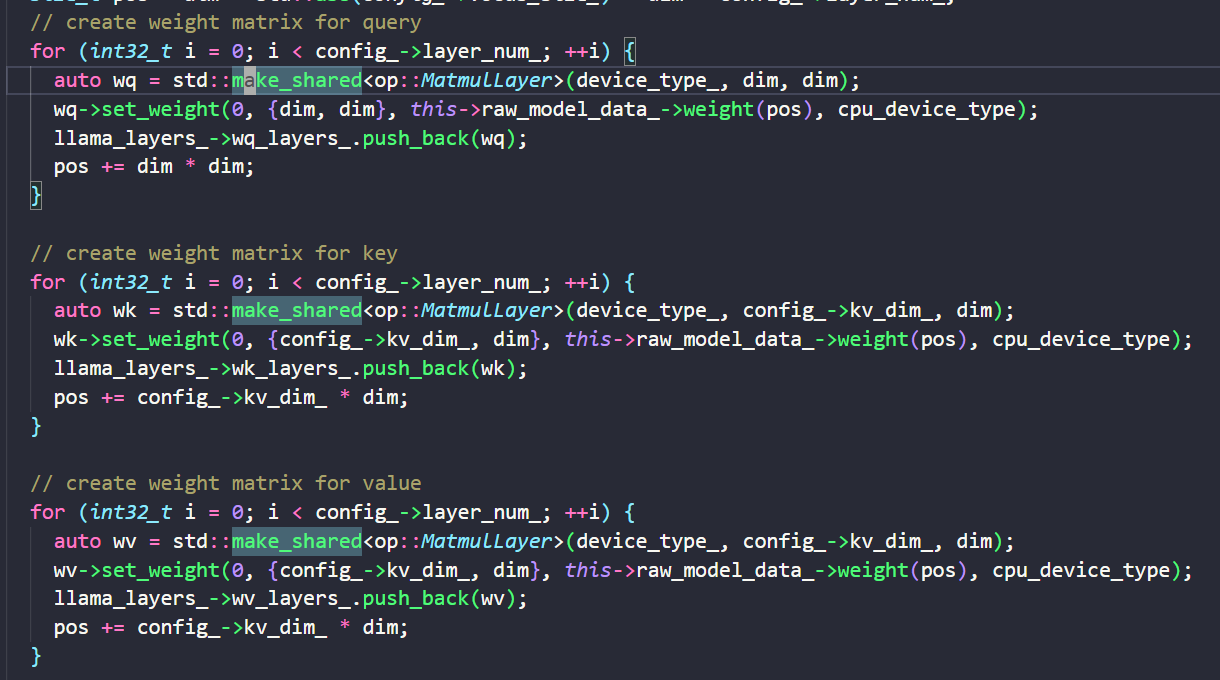 // create weight matrix for query
for (int32_t i = 0; i < config_->layer_num_; ++i) {
auto wq = std::make_shared<op::MatmulLayer>(device_type_, dim, dim);
wq->set_weight(0, {dim, dim}, this->raw_model_data_->weight(pos), cpu_device_type);
llama_layers_->wq_layers_.push_back(wq);
pos += dim * dim;
}
// create weight matrix for key
for (int32_t i = 0; i < config_->layer_num_; ++i) {
auto wk = std::make_shared<op::MatmulLayer>(device_type_, config_->kv_dim_, dim);
wk->set_weight(0, {config_->kv_dim_, dim}, this->raw_model_data_->weight(pos), cpu_device_type);
llama_layers_->wk_layers_.push_back(wk);
pos += config_->kv_dim_ * dim;
}
// create weight matrix for value
for (int32_t i = 0; i < config_->layer_num_; ++i) {
auto wv = std::make_shared<op::MatmulLayer>(device_type_, config_->kv_dim_, dim);
wv->set_weight(0, {config_->kv_dim_, dim}, this->raw_model_data_->weight(pos), cpu_device_type);
llama_layers_->wv_layers_.push_back(wv);
pos += config_->kv_dim_ * dim;
}